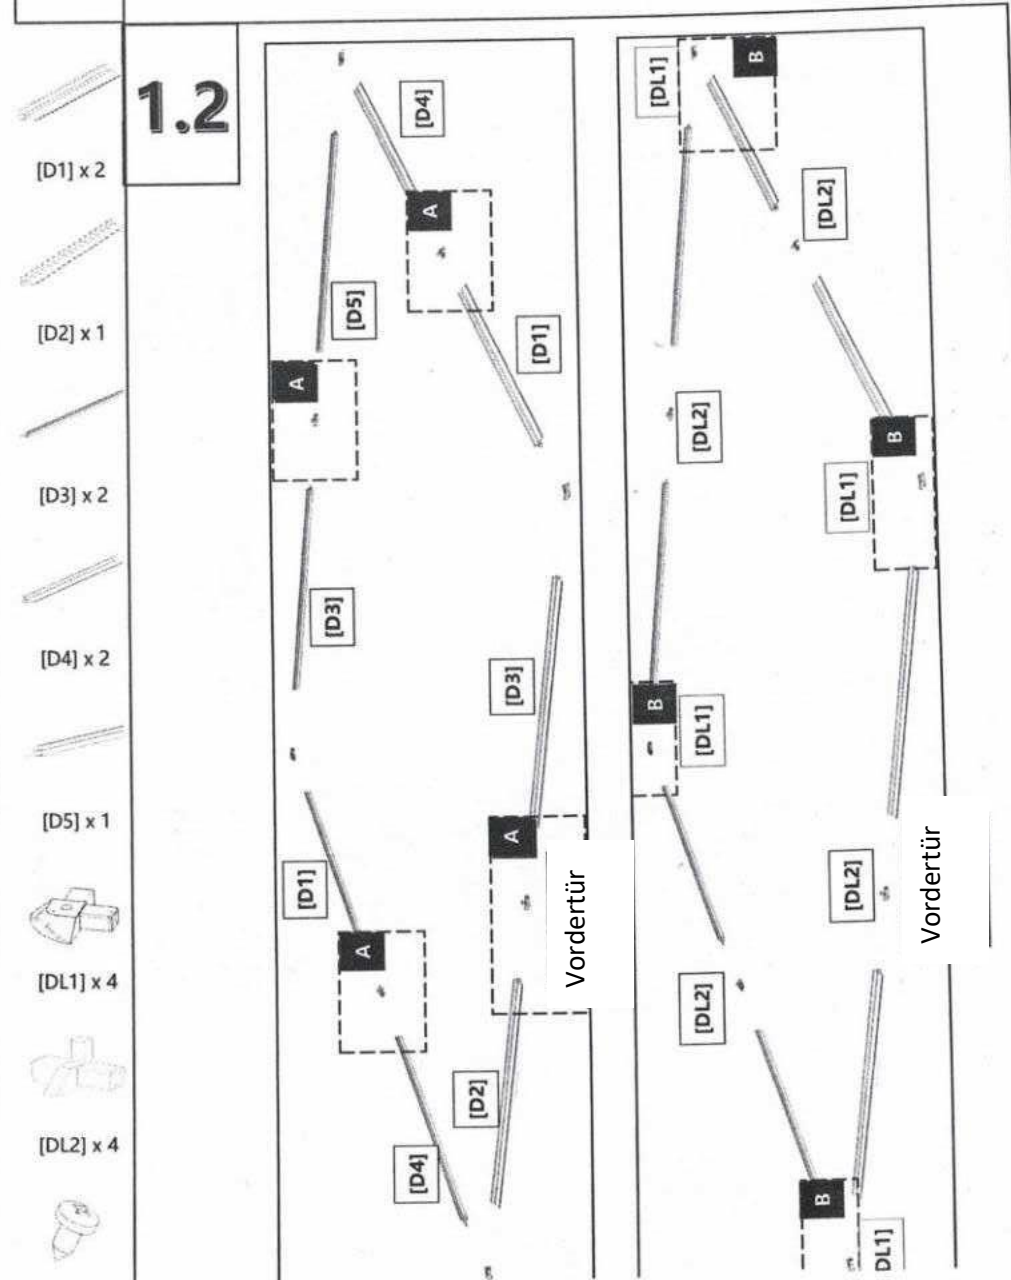 1.2
[D1] x 2
[D2] x 1
[D3] x 2
[D4] x 2
[D5] x 1
[DL1] x 4
[DL2] x 4
[D4]
A
[D5]
[D1]
A
[D3]
[D3]
[D1]
A
A
Vordertür
[D2]
[D4]
[DL1]
B
[DL2]
[DL2]
B
[DL1]
B
[DL1]
[DL2]
Vordertür
[DL2]
B
DL1]